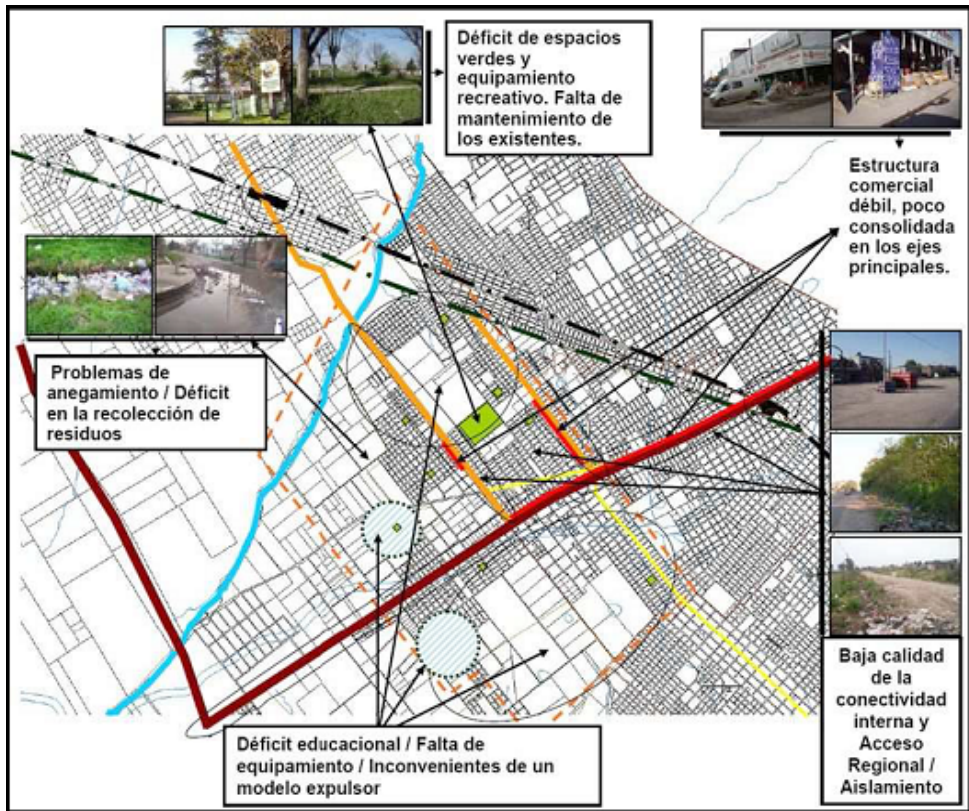 Déficit de espacios
verdes y
equipamiento
recreativo. Falta de
mantenimiento de
los existentes.
Estructura
comercial
débil, poco
consolidada
en los ejes
principales.
Problemas de
anegamiento / Déficit
en la recolección de
residuos
Déficit educacional / Falta de
equipamiento / Inconvenientes de un
modelo expulsor
Baja calidad
de la
conectividad
interna y
Acceso
Regional /
Aislamiento